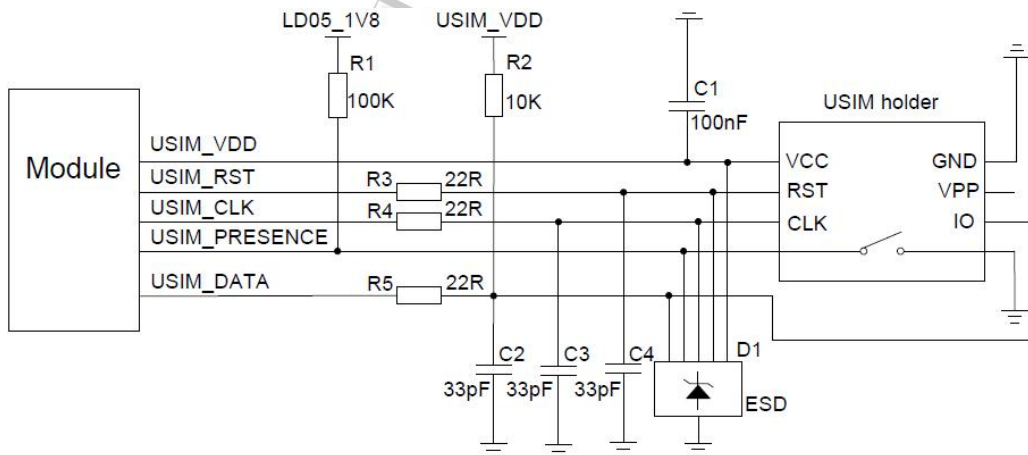 LD05_1V8
USIM_VDD
R1
100K
R2
10K
C1
100nF
USIM holder
Module
USIM_VDD
USIM_RST
USIM_CLK
USIM_PRESENCE
USIM_DATA
R3 22R
R4 22R
R5 22R
VCC GND
RST VPP
CLK IO
C2
33pF
C3
33pF
C4
33pF
D1
ESD